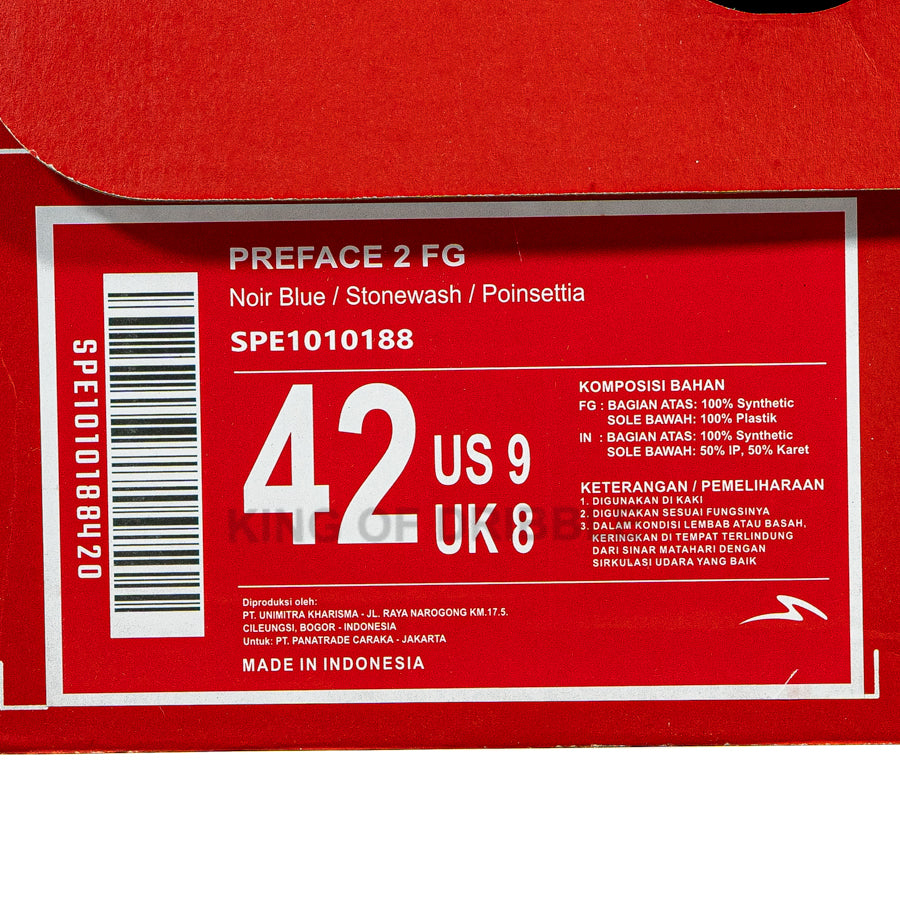 PREFACE 2 FG
Noir Blue / Stonewash / Poinsettia
SPE1010188
SPE1010188420
42
US 9
UK 8
KOMPOSISI BAHAN
FG : BAGIAN ATAS: 100% Synthetic
SOLE BAWAH: 100% Plastik
IN : BAGIAN ATAS: 100% Synthetic
SOLE BAWAH: 50% IP, 50% Karet
KETERANGAN / PEMELIHARAAN
1. DIGUNAKAN DI KAKI
2. DIGUNAKAN SESUAI FUNGSINYA
3. DALAM KONDISI LEMBAB ATAU BASAH,
KERINGKAN DI TEMPAT TERLINDUNG
DARI SINAR MATAHARI DENGAN
SIRKULASI UDARA YANG BAIK
KING OF DRIBB
Diproduksi oleh:
PT. UNIMITRA KHARISMA - JL. RAYA NAROGONG KM.17.5.
CILEUNGSI, BOGOR - INDONESIA
Untuk: PT. PANATRADE CARAKA - JAKARTA
MADE IN INDONESIA